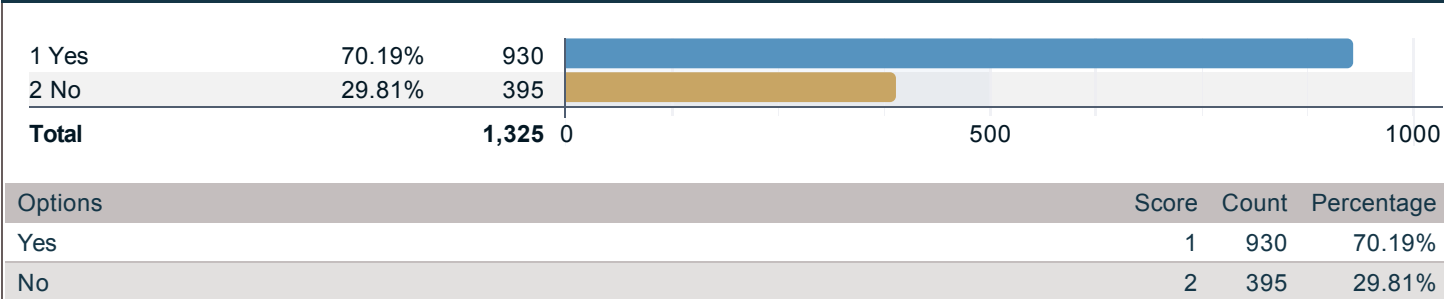 1 Yes 70.19% 930
2 No 29.81% 395
Total 1,325 0 500 1000
Options Score Count Percentage
Yes 1 930 70.19%
No 2 395 29.81%